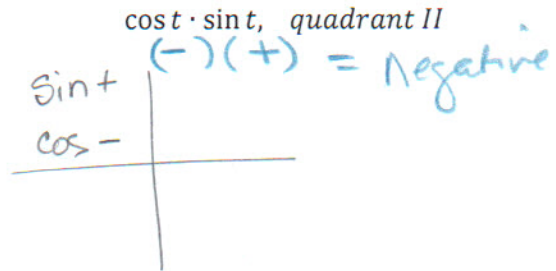 cos t · sin t, quadrant II
(-)(+) = Negative
sin +
cos -